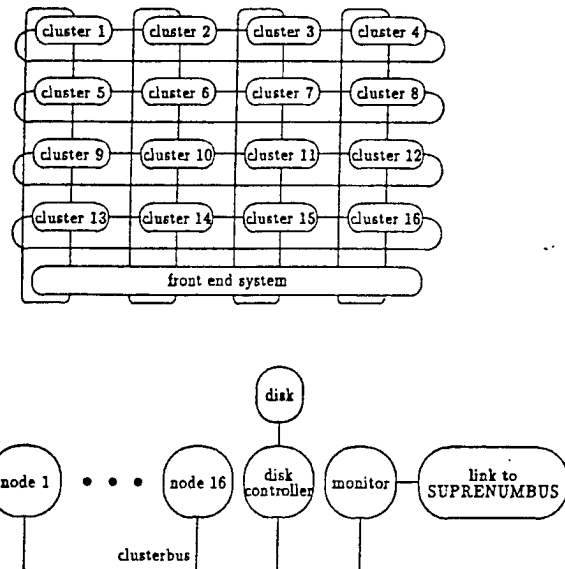 cluster 1 cluster 2 cluster 3 cluster 4
cluster 5 cluster 6 cluster 7 cluster 8
cluster 9 cluster 10 cluster 11 cluster 12
cluster 13 cluster 14 cluster 15 cluster 16
front end system
disk
node 1 • • • node 16 disk controller monitor link to SUPRENUMBUS
clusterbus